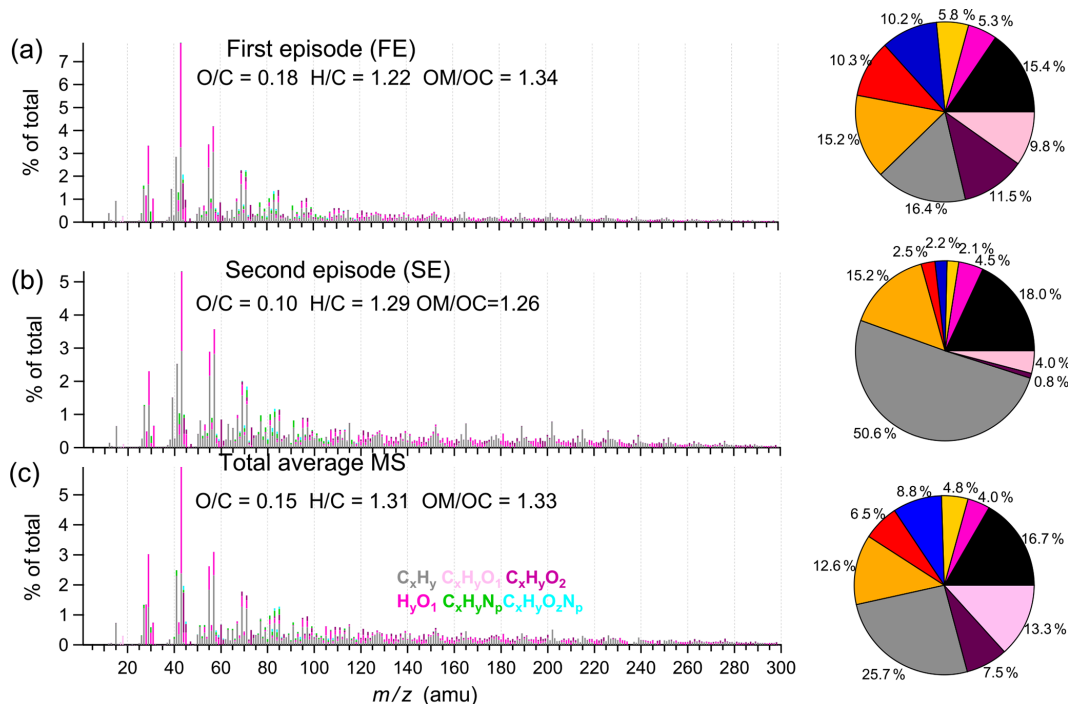 (a)
First episode (FE)
O/C = 0.18 H/C = 1.22 OM/OC = 1.34
% of total
7
6
5
4
3
2
1
0
10.2 %
5.8 %
5.3 %
15.4 %
9.8 %
11.5 %
16.4 %
15.2 %
10.3 %
(b)
Second episode (SE)
O/C = 0.10 H/C = 1.29 OM/OC=1.26
% of total
5
4
3
2
1
0
2.5 %
2.2 %
2.1 %
4.5 %
18.0 %
4.0 %
0.8 %
50.6 %
15.2 %
(c)
Total average MS
O/C = 0.15 H/C = 1.31 OM/OC = 1.33
% of total
5
4
3
2
1
0
CxHy CxHyO1 CxHyO2
HyO1 CxHyNp CxHyOzNp
20 40 60 80 100 120 140 160 180 200 220 240 260 280 300
m/z (amu)
8.8 %
4.8 %
4.0 %
16.7 %
13.3 %
7.5 %
25.7 %
12.6 %
6.5 %